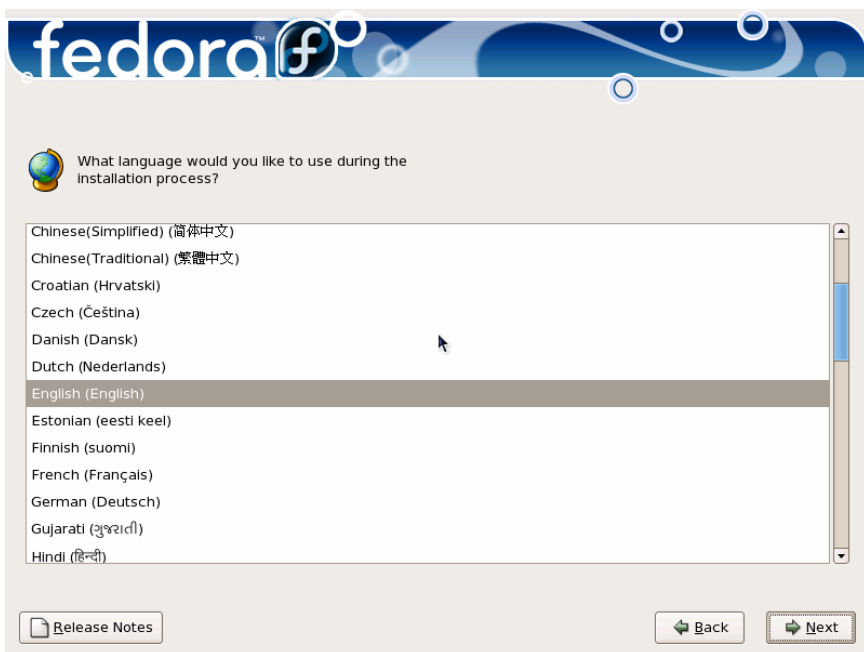 fedora™ f
What language would you like to use during the
installation process?
Chinese(Simplified) (简体中文)
Chinese(Traditional) (繁體中文)
Croatian (Hrvatski)
Czech (Čeština)
Danish (Dansk)
Dutch (Nederlands)
English (English)
Estonian (eesti keel)
Finnish (suomi)
French (Français)
German (Deutsch)
Gujarati (ગુજરાતી)
Hindi (हिन्दी)
Release Notes
Back
Next